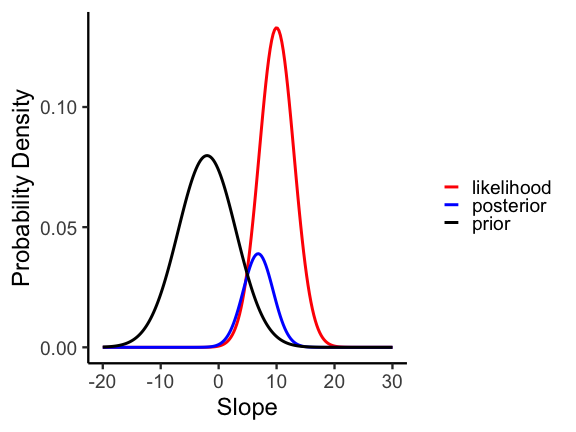 Probability Density
0.10
0.05
0.00
-20 -10 0 10 20 30
Slope
likelihood
posterior
prior